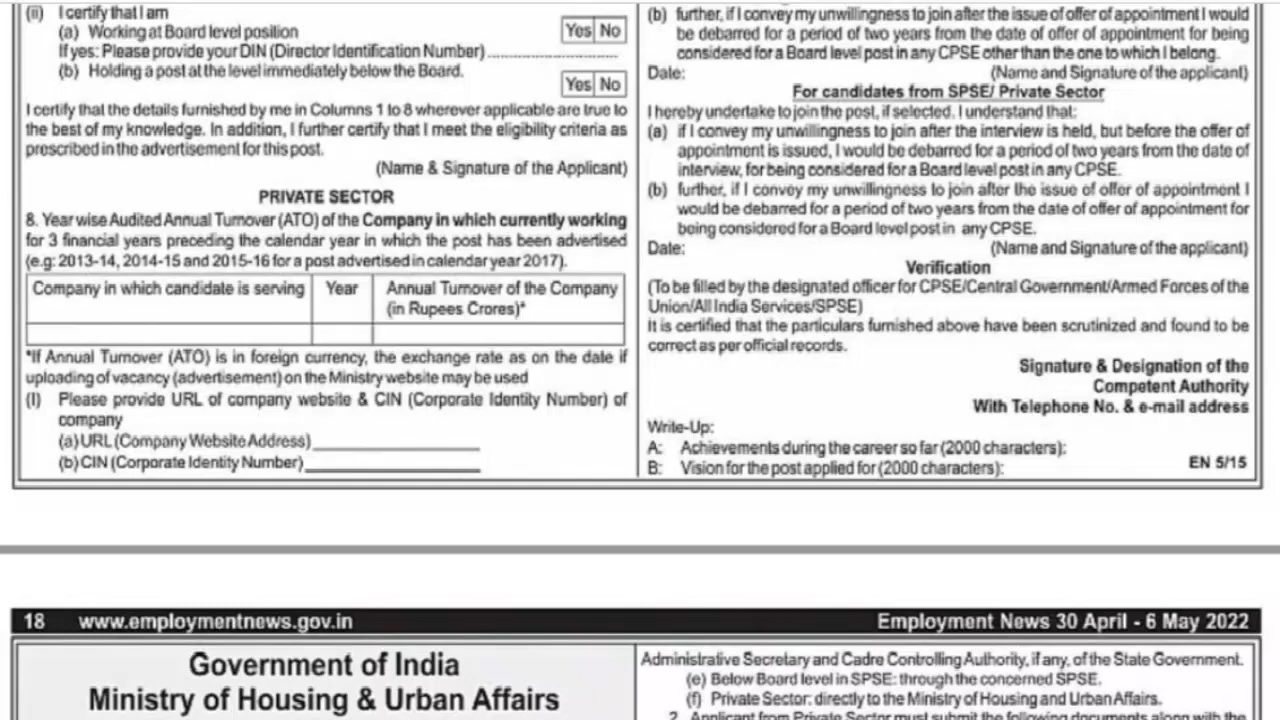 (ii) I certify that I am
(a) Working at Board level position
Yes No
If yes: Please provide your DIN (Director Identification Number) ........................
(b) Holding a post at the level immediately below the Board.
Yes No
I certify that the details furnished by me in Columns 1 to 8 wherever applicable are true to
the best of my knowledge. In addition, I further certify that I meet the eligibility criteria as
prescribed in the advertisement for this post.
(Name & Signature of the Applicant)
PRIVATE SECTOR
8. Year wise Audited Annual Turnover (ATO) of the Company in which currently working
for 3 financial years preceding the calendar year in which the post has been advertised
(e.g: 2013-14, 2014-15 and 2015-16 for a post advertised in calendar year 2017).
Company in which candidate is serving Year Annual Turnover of the Company
(in Rupees Crores)*
*If Annual Turnover (ATO) is in foreign currency, the exchange rate as on the date if
uploading of vacancy (advertisement) on the Ministry website may be used
(I) Please provide URL of company website & CIN (Corporate Identity Number) of
company
(a) URL (Company Website Address)____________________
(b) CIN (Corporate Identity Number)____________________
(b) further, if I convey my unwillingness to join after the issue of offer of appointment I would
be debarred for a period of two years from the date of offer of appointment for being
considered for a Board level post in any CPSE other than the one to which I belong.
Date: (Name and Signature of the applicant)
For candidates from SPSE/ Private Sector
I hereby undertake to join the post, if selected. I understand that:
(a) if I convey my unwillingness to join after the interview is held, but before the offer of
appointment is issued, I would be debarred for a period of two years from the date of
interview, for being considered for a Board level post in any CPSE.
(b) further, if I convey my unwillingness to join after the issue of offer of appointment I
would be debarred for a period of two years from the date of offer of appointment for
being considered for a Board level post in any CPSE.
Date: (Name and Signature of the applicant)
Verification
(To be filled by the designated officer for CPSE/Central Government/Armed Forces of the
Union/All India Services/SPSE)
It is certified that the particulars furnished above have been scrutinized and found to be
correct as per official records.
Signature & Designation of the
Competent Authority
With Telephone No. & e-mail address
Write-Up:
A: Achievements during the career so far (2000 characters):
B: Vision for the post applied for (2000 characters):
EN 5/15
18 www.employmentnews.gov.in Employment News 30 April - 6 May 2022
Government of India
Ministry of Housing & Urban Affairs
Administrative Secretary and Cadre Controlling Authority, if any, of the State Government.
(e) Below Board level in SPSE: through the concerned SPSE.
(f) Private Sector: directly to the Ministry of Housing and Urban Affairs.
2. Applicant from Private Sector must submit the following documents along with the